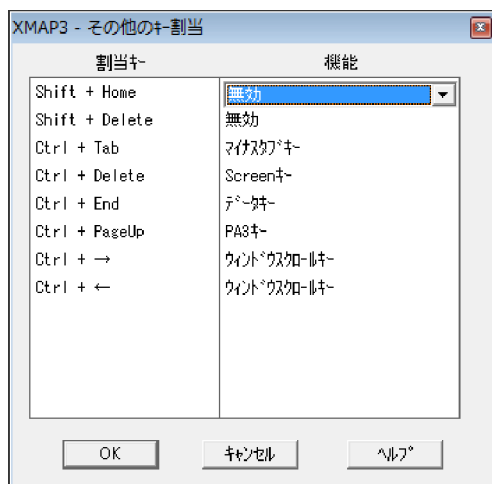 XMAP3 - その他のｷｰ割当
割当ｷｰ 機能
Shift + Home 無効
Shift + Delete 無効
Ctrl + Tab ﾏｲﾅｽﾀﾌﾞｷｰ
Ctrl + Delete Screenｷｰ
Ctrl + End ﾃﾞｰﾀｷｰ
Ctrl + PageUp PA3ｷｰ
Ctrl + → ｳｨﾝﾄﾞｳｽｸﾛｰﾙｷｰ
Ctrl + ← ｳｨﾝﾄﾞｳｽｸﾛｰﾙｷｰ
OK ｷｬﾝｾﾙ ﾍﾙﾌﾟ